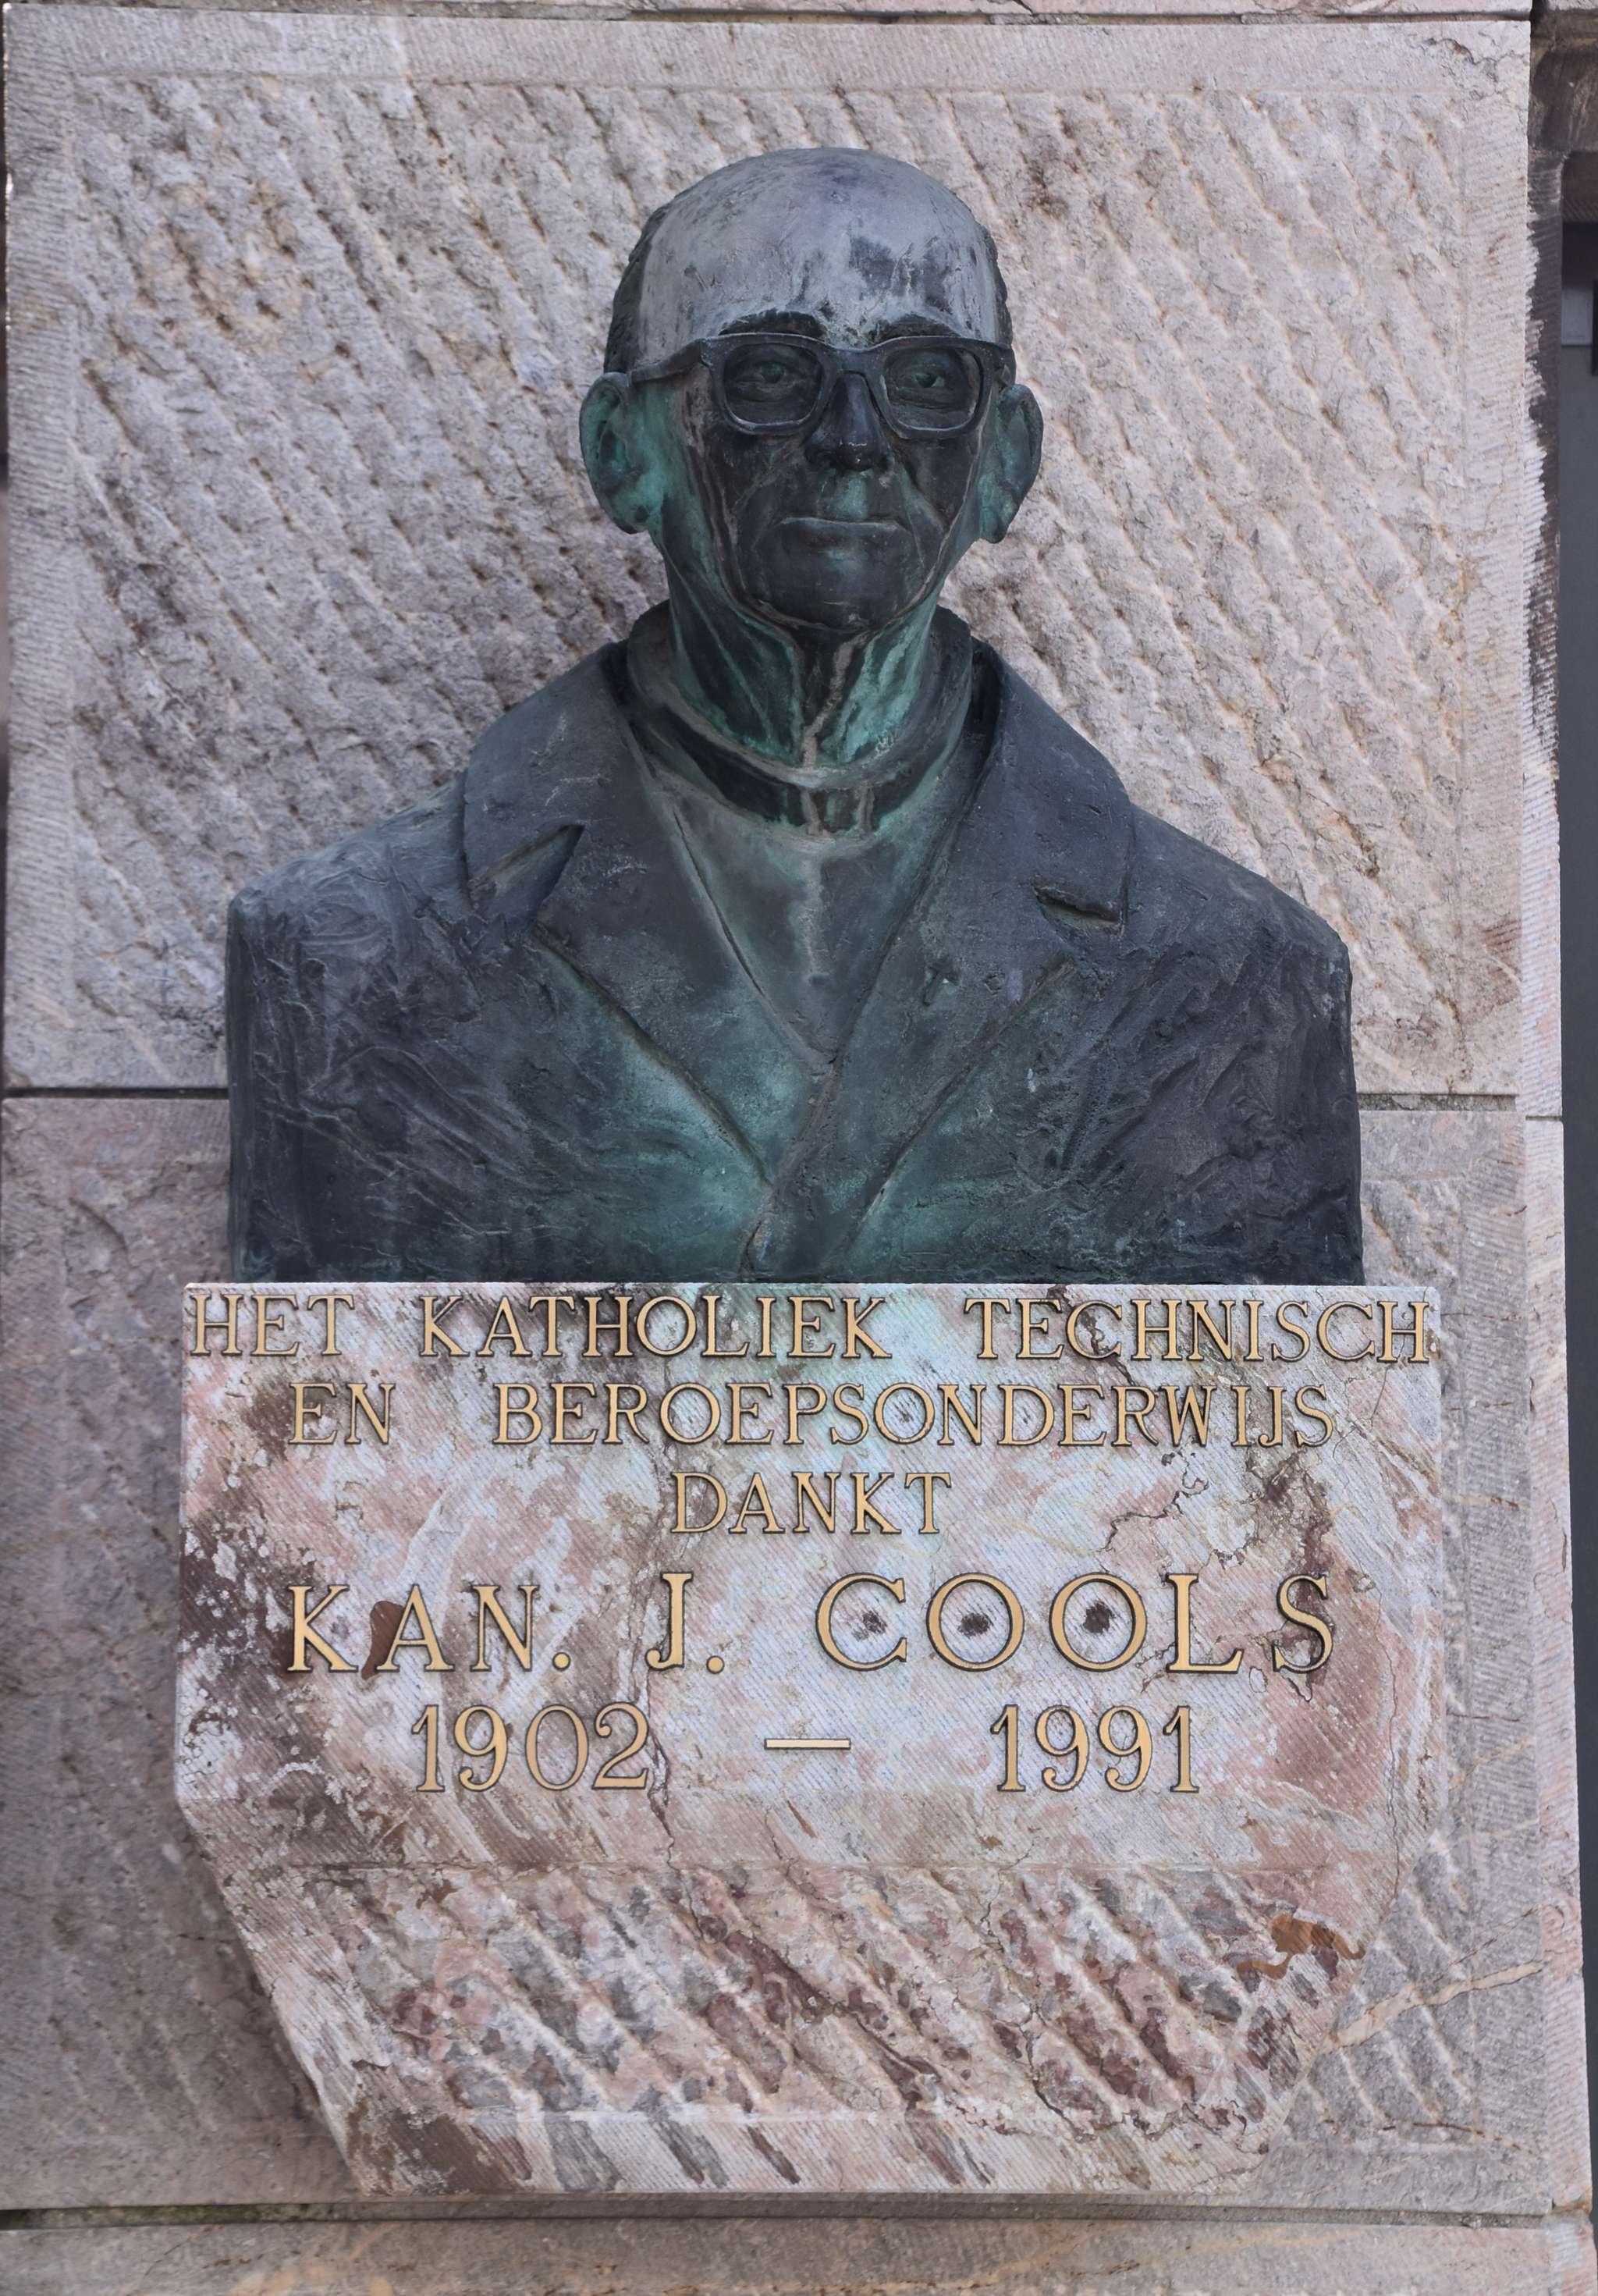 HET KATHOLIEK TECHNISCH
EN BEROEPSONDERWIJS
DANKT
KAN. J. COOLS
1902 — 1991